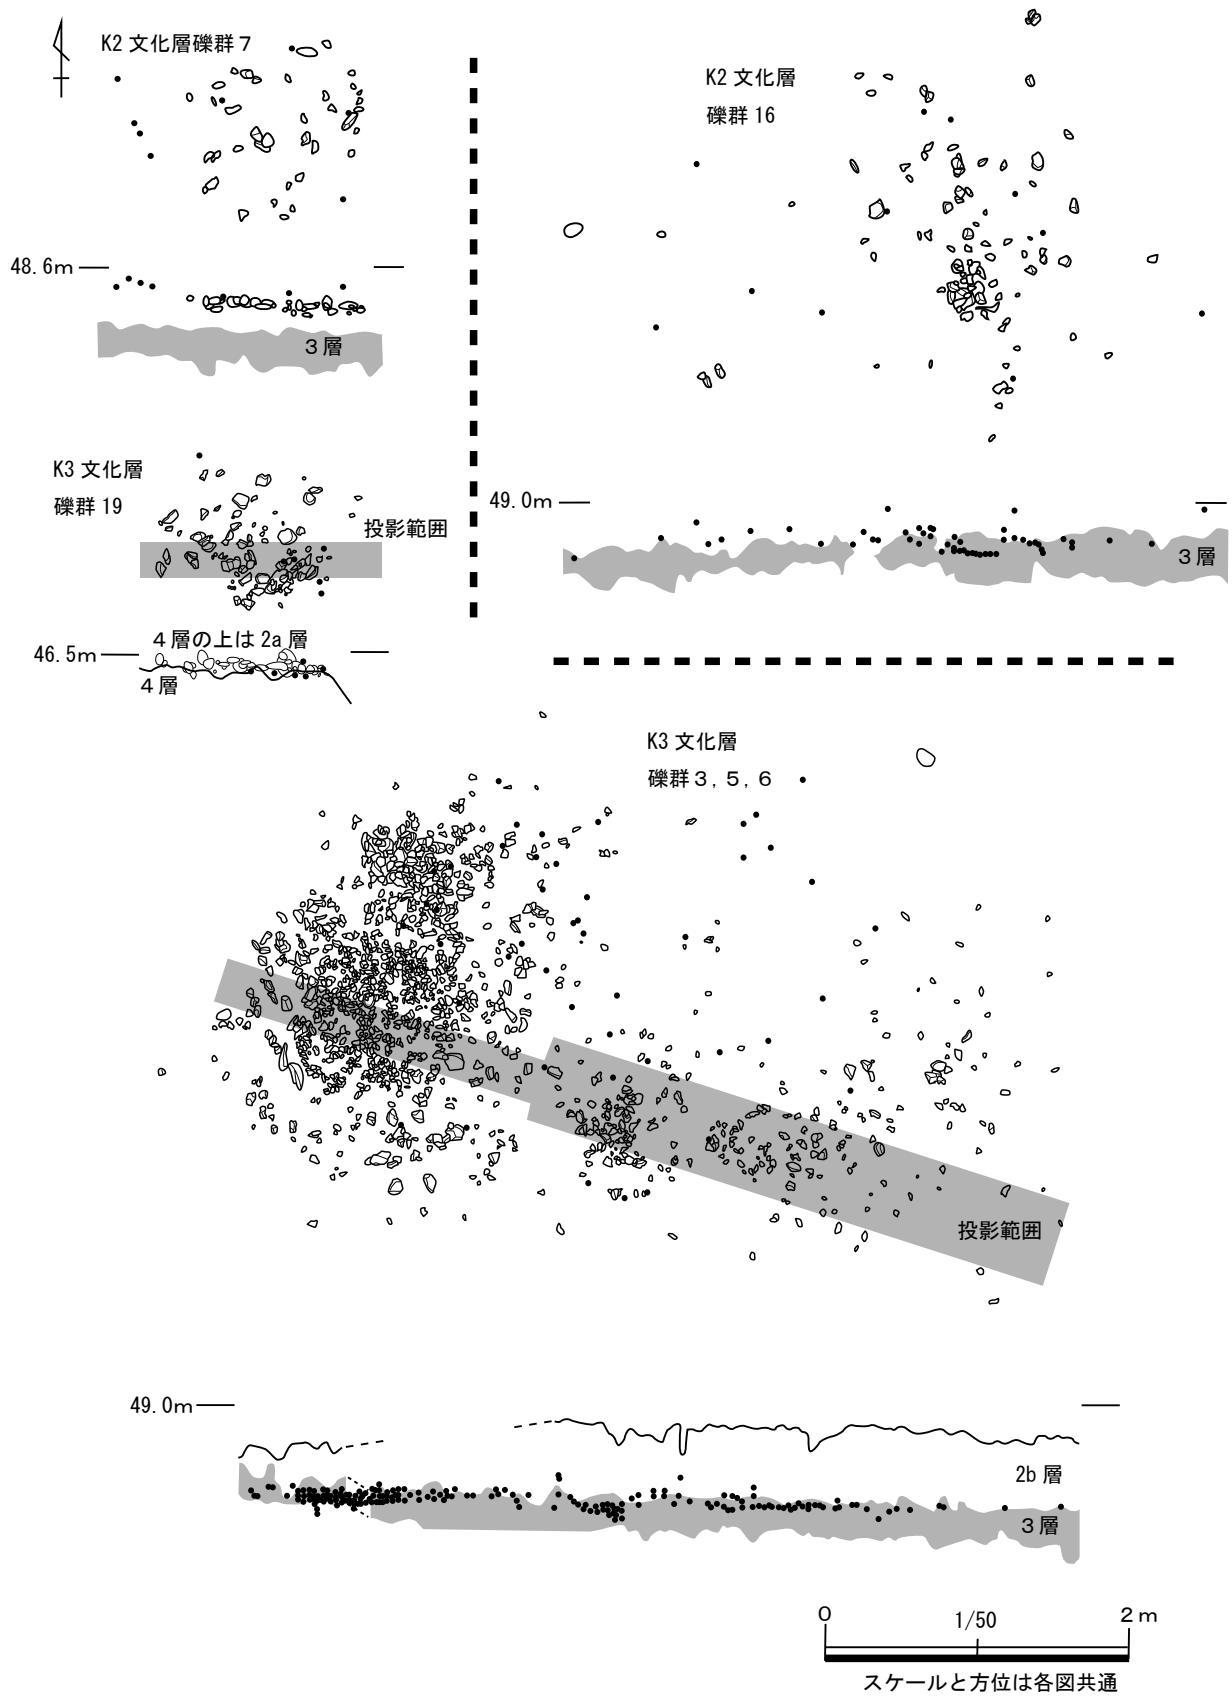 K2 文化層礫群７
48.6m
３層
K2 文化層
礫群 16
49.0m
３層
K3 文化層
礫群 19
投影範囲
４層の上は 2a 層
46.5m
４層
K3 文化層
礫群３, ５, ６
投影範囲
49.0m
2b 層
３層
0 1/50 ２ｍ
スケールと方位は各図共通